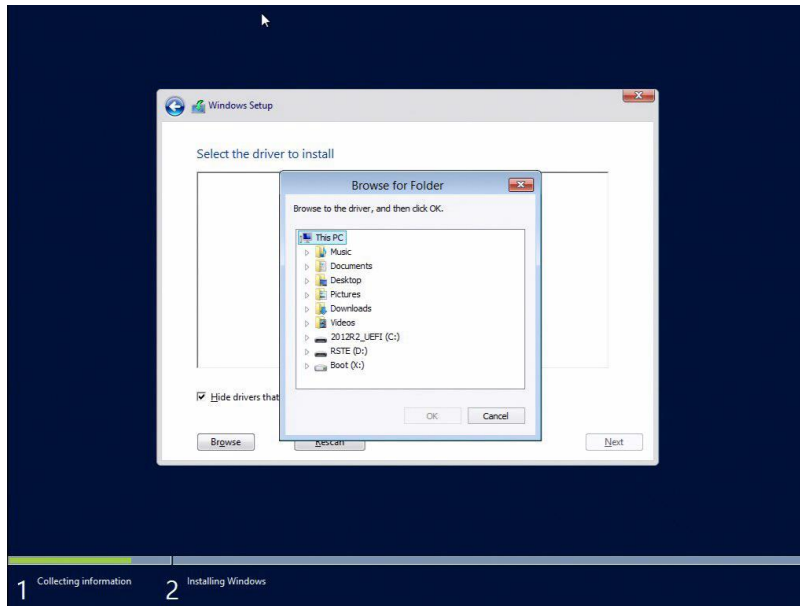 Windows Setup
Select the driver to install
Browse for Folder
Browse to the driver, and then click OK.
This PC
Music
Documents
Desktop
Pictures
Downloads
Videos
2012R2_UEFI (C:)
RSTE (D:)
Boot (X:)
OK Cancel
Hide drivers that
Browse Rescan Next
1 Collecting information 2 Installing Windows